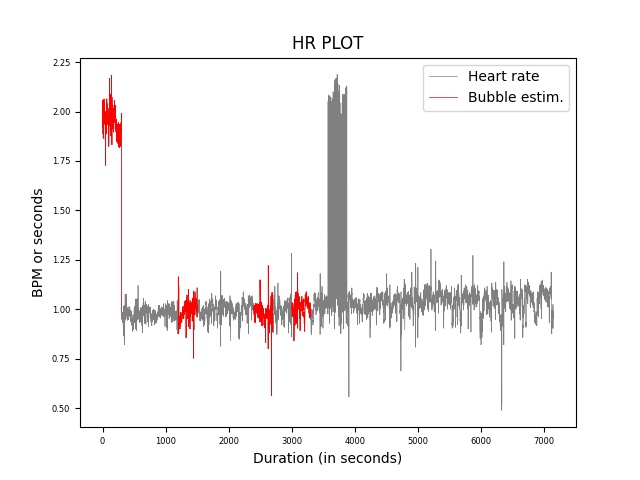 HR PLOT
2.25
2.00
1.75
1.50
1.25
1.00
0.75
0.50
BPM or seconds
Heart rate
Bubble estim.
0 1000 2000 3000 4000 5000 6000 7000
Duration (in seconds)